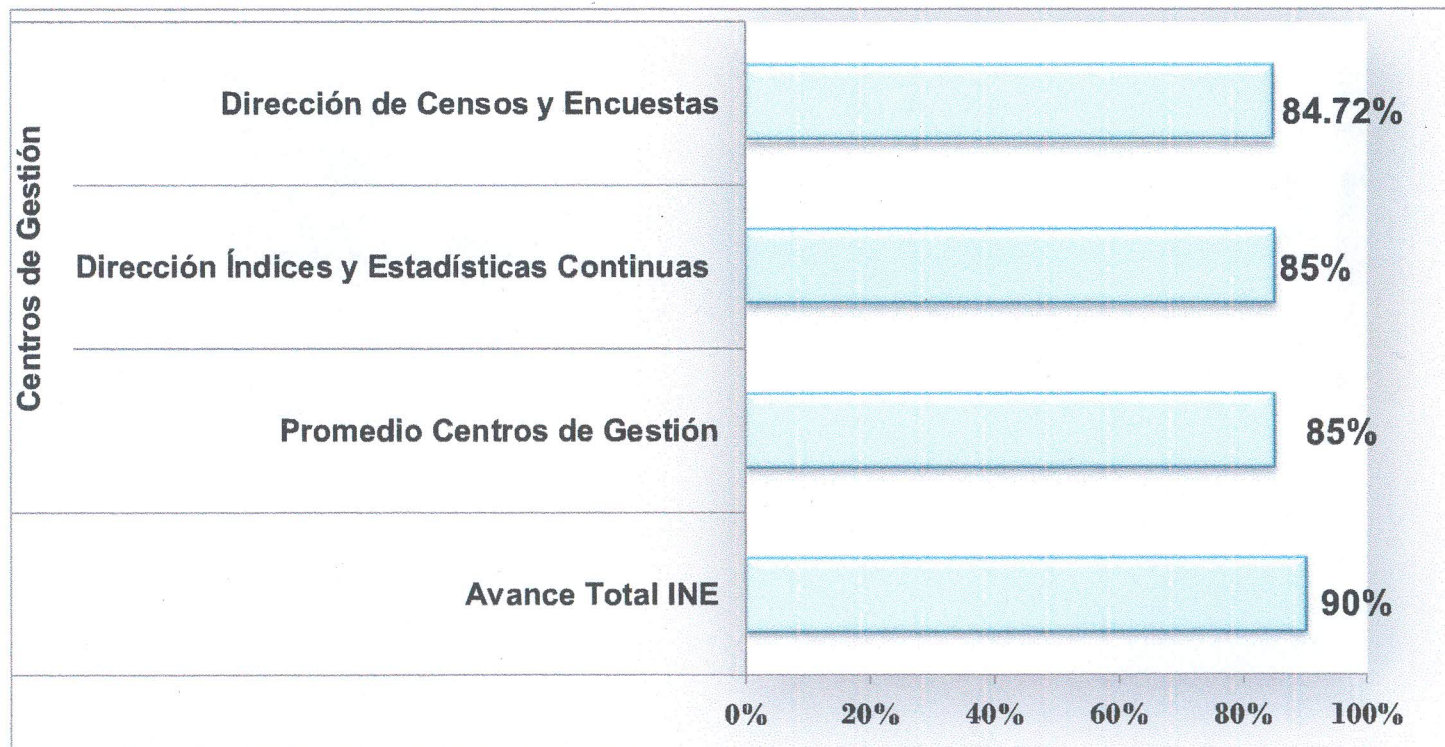 Centros de Gestión
Dirección de Censos y Encuestas
84.72%
Dirección Índices y Estadísticas Continuas
85%
Promedio Centros de Gestión
85%
Avance Total INE
90%
0% 20% 40% 60% 80% 100%